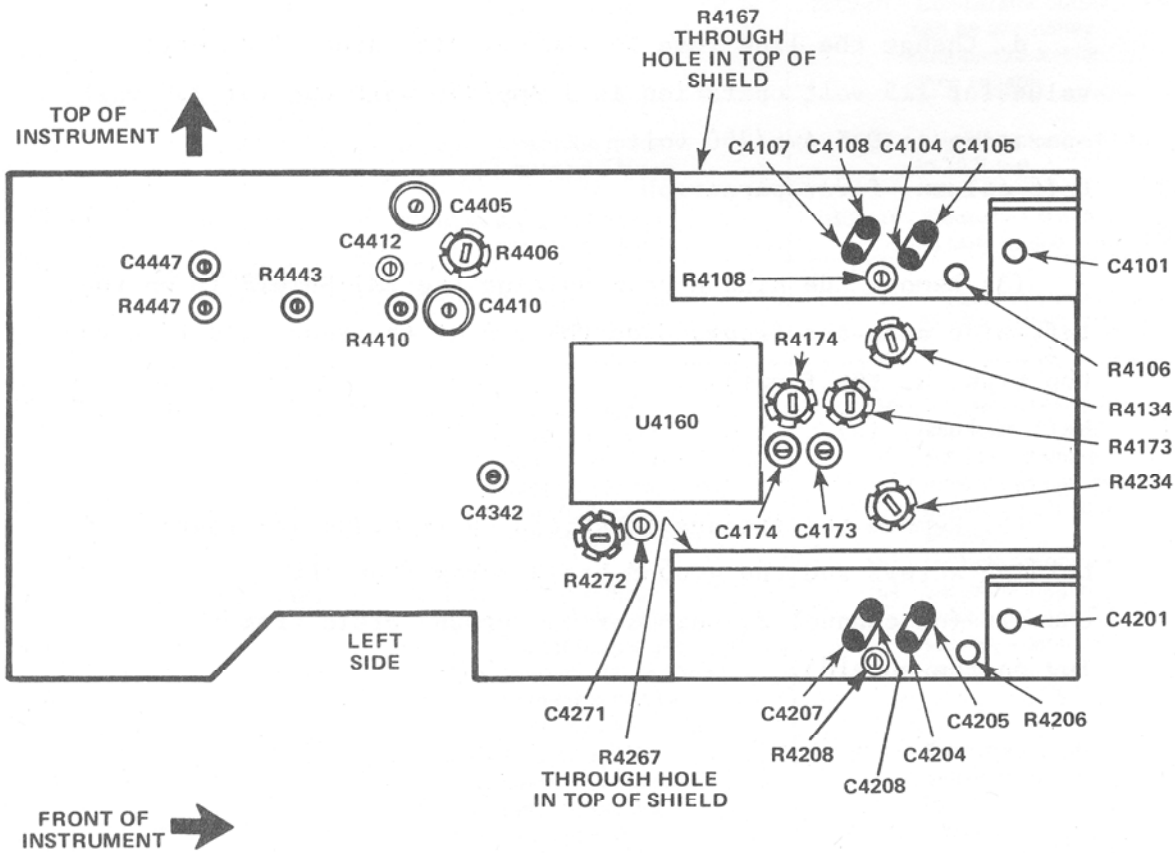 R4167
THROUGH
HOLE IN TOP OF
SHIELD
TOP OF
INSTRUMENT
C4107 C4108 C4104 C4105
C4405
C4412
R4406
C4447
R4443
R4447
R4410
C4410
R4108
C4101
R4174
R4106
R4134
U4160
R4173
R4234
C4342
C4174 C4173
R4272
LEFT
SIDE
C4201
C4271
C4207
C4205 R4206
R4208
C4204
C4208
R4267
THROUGH HOLE
IN TOP OF SHIELD
FRONT OF
INSTRUMENT